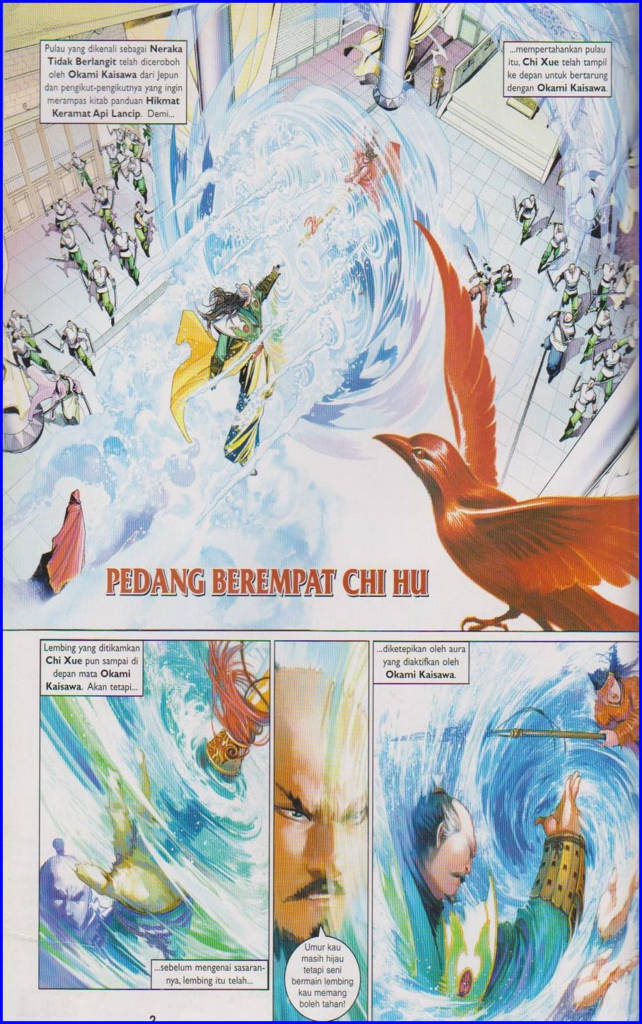 Pulau yang dikenali sebagai Neraka
Tidak Berlangit telah diceroboh
oleh Okami Kaisawa dari Jepun
dan pengikut-pengikutnya yang ingin
merampas kitab panduan Hikmat
Keramat Api Lancip. Demi...
...mempertahankan pulau
itu, Chi Xue telah tampil
ke depan untuk bertarung
dengan Okami Kaisawa.
PEDANG BEREMPAT CHI HU
Lembing yang ditikamkan
Chi Xue pun sampai di
depan mata Okami
Kaisawa. Akan tetapi...
...sebelum mengenai sasaran-
nya, lembing itu telah...
Umur kau
masih hijau
tetapi seni
bermain lembing
kau memang
boleh tahan!
...diketepikan oleh aura
yang diaktifkan oleh
Okami Kaisawa.
2